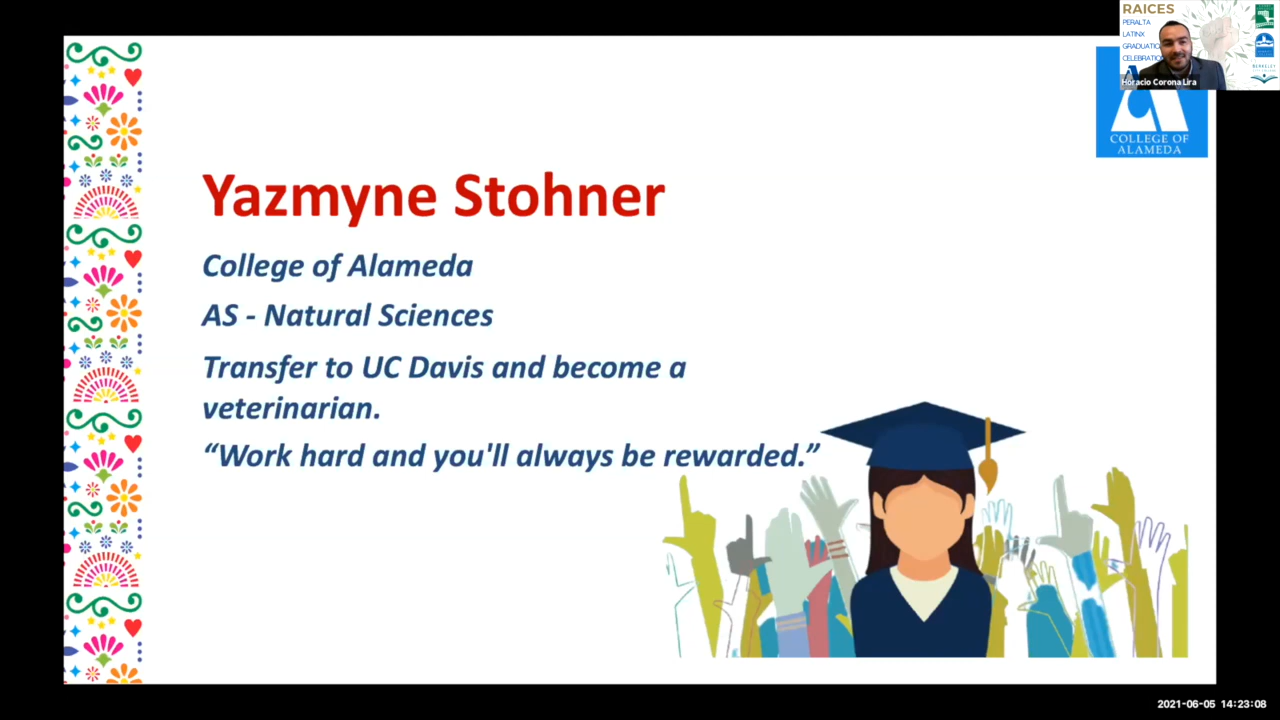 RAICES
PERALTA
LATINX
GRADUATIO
CELEBRATIO
Horacio Corona Lira
COLLEGE OF
ALAMEDA
Yazmyne Stohner
College of Alameda
AS - Natural Sciences
Transfer to UC Davis and become a
veterinarian.
“Work hard and you'll always be rewarded.”
2021-06-05 14:23:08